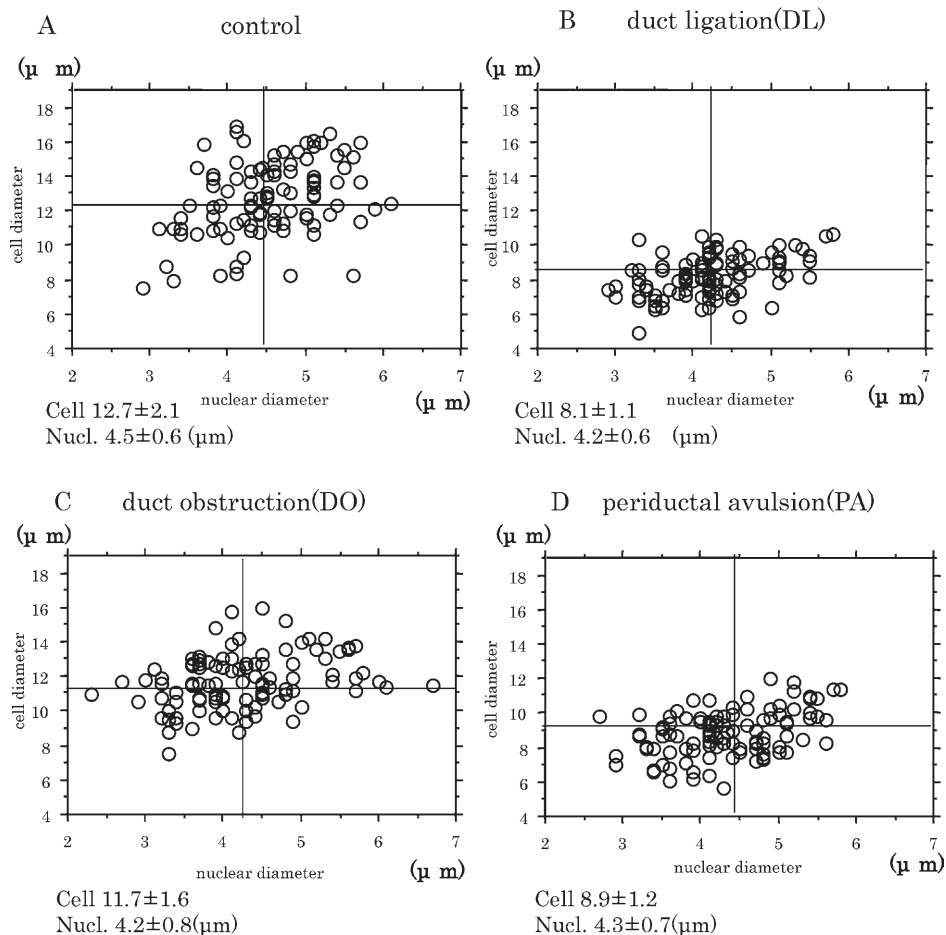 A control
(μ m)
18
16
14
12
10
8
6
4
cell diameter
2 3 4 5 6 7
nuclear diameter
(μ m)
Cell 12.7±2.1
Nucl. 4.5±0.6 (μm)
B duct ligation(DL)
(μ m)
18
16
14
12
10
8
6
4
cell diameter
2 3 4 5 6 7
nuclear diameter
(μ m)
Cell 8.1±1.1
Nucl. 4.2±0.6 (μm)
C duct obstruction(DO)
(μ m)
18
16
14
12
10
8
6
4
cell diameter
2 3 4 5 6 7
nuclear diameter
(μ m)
Cell 11.7±1.6
Nucl. 4.2±0.8(μm)
D periductal avulsion(PA)
(μ m)
18
16
14
12
10
8
6
4
cell diameter
2 3 4 5 6 7
nuclear diameter
(μ m)
Cell 8.9±1.2
Nucl. 4.3±0.7(μm)